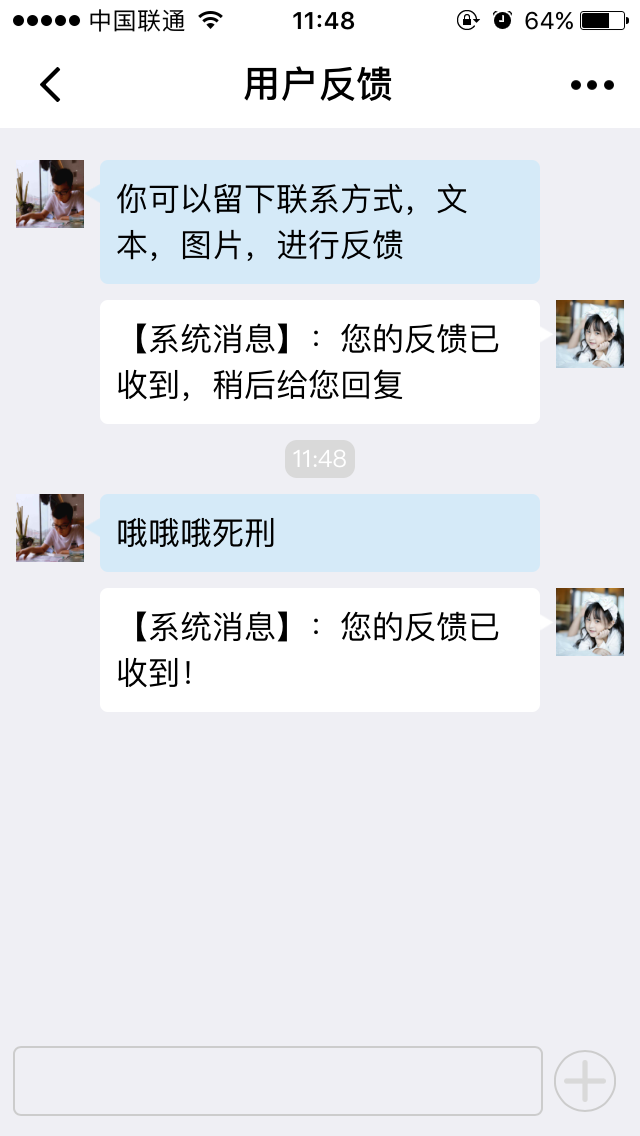 中国联通 11:48 64%
用户反馈
你可以留下联系方式，文
本，图片，进行反馈
【系统消息】：您的反馈已
收到，稍后给您回复
11:48
哦哦哦死刑
【系统消息】：您的反馈已
收到！